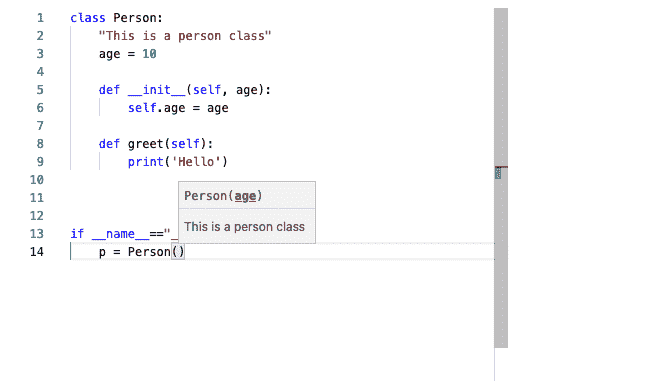 1 class Person:
2 "This is a person class"
3 age = 10
4
5 def __init__(self, age):
6 self.age = age
7
8 def greet(self):
9 print('Hello')
10
Person(age)
11
12
This is a person class
13 if __name__=="_
14 p = Person()